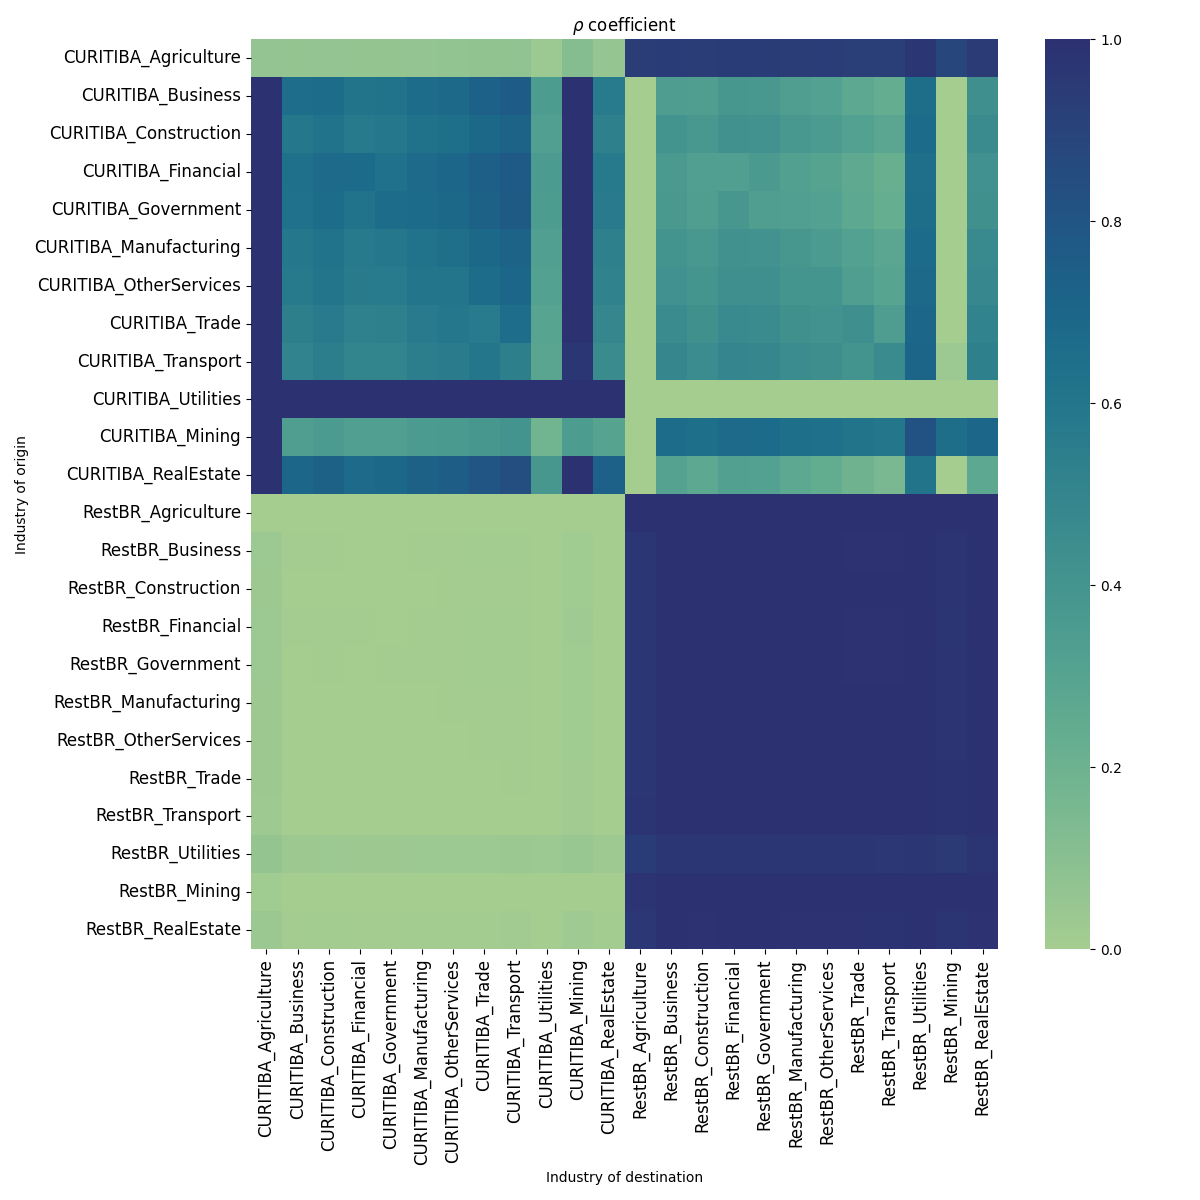 ρ coefficient
CURITIBA_Agriculture
CURITIBA_Business
CURITIBA_Construction
CURITIBA_Financial
CURITIBA_Government
CURITIBA_Manufacturing
CURITIBA_OtherServices
CURITIBA_Trade
CURITIBA_Transport
CURITIBA_Utilities
CURITIBA_Mining
CURITIBA_RealEstate
RestBR_Agriculture
RestBR_Business
RestBR_Construction
RestBR_Financial
RestBR_Government
RestBR_Manufacturing
RestBR_OtherServices
RestBR_Trade
RestBR_Transport
RestBR_Utilities
RestBR_Mining
RestBR_RealEstate
Industry of origin
CURITIBA_Agriculture
CURITIBA_Business
CURITIBA_Construction
CURITIBA_Financial
CURITIBA_Government
CURITIBA_Manufacturing
CURITIBA_OtherServices
CURITIBA_Trade
CURITIBA_Transport
CURITIBA_Utilities
CURITIBA_Mining
CURITIBA_RealEstate
RestBR_Agriculture
RestBR_Business
RestBR_Construction
RestBR_Financial
RestBR_Government
RestBR_Manufacturing
RestBR_OtherServices
RestBR_Trade
RestBR_Transport
RestBR_Utilities
RestBR_Mining
RestBR_RealEstate
Industry of destination
1.0
0.8
0.6
0.4
0.2
0.0